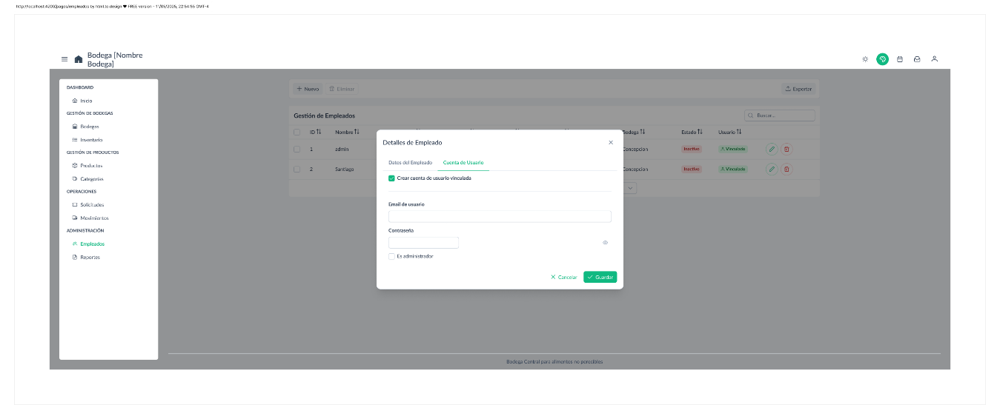 http://localhost:4200/pages/empleados by html.to.design ❤ FREE version - 11/05/2025, 22:54:55 GMT-4
Bodega [Nombre
Bodega]
DASHBOARD
Inicio
GESTIÓN DE BODEGAS
Bodegas
Inventario
GESTIÓN DE PRODUCTOS
Productos
Categorías
OPERACIONES
Solicitudes
Movimientos
ADMINISTRACIÓN
Empleados
Reportes
+ Nuevo Eliminar Exportar
Gestión de Empleados Buscar...
ID Nombre Bodega Estado Usuario
1 admin Concepcion Inactivo Vinculado
2 Santiago Concepcion Inactivo Vinculado
Detalles de Empleado
Datos del Empleado Cuenta de Usuario
Crear cuenta de usuario vinculada
Email de usuario
Contraseña
Es administrador
Cancelar Guardar
Bodega Central para alimentos no perecibles